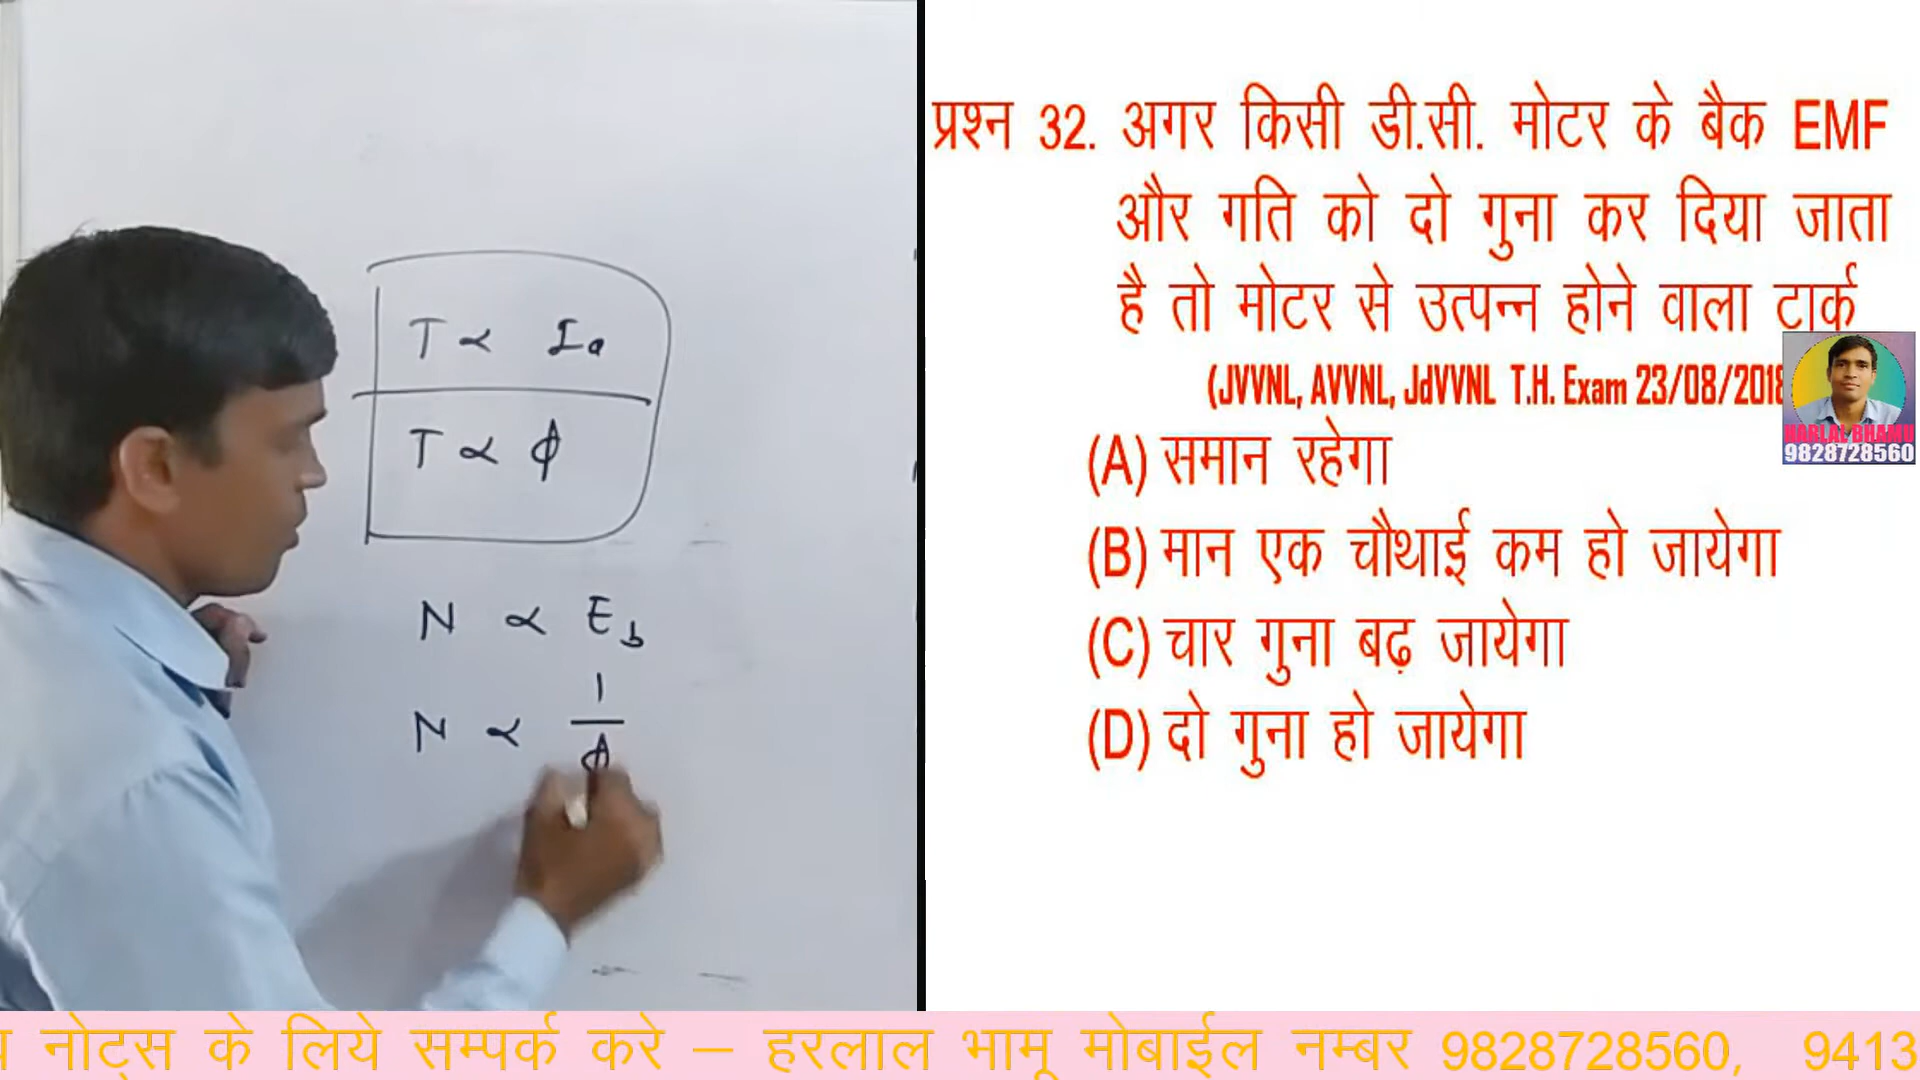 T ∝ Ia
T ∝ ϕ
N ∝ Eb
N ∝ 1/ϕ
प्रश्न 32. अगर किसी डी.सी. मोटर के बैक EMF
और गति को दो गुना कर दिया जाता
है तो मोटर से उत्पन्न होने वाला टार्क
(JVVNL, AVVNL, JdVVNL T.H. Exam 23/08/2018
HARLAL BHAMU
9828728560
(A) समान रहेगा
(B) मान एक चौथाई कम हो जायेगा
(C) चार गुना बढ़ जायेगा
(D) दो गुना हो जायेगा
नोट्स के लिये सम्पर्क करे – हरलाल भामू मोबाईल नम्बर 9828728560, 9413